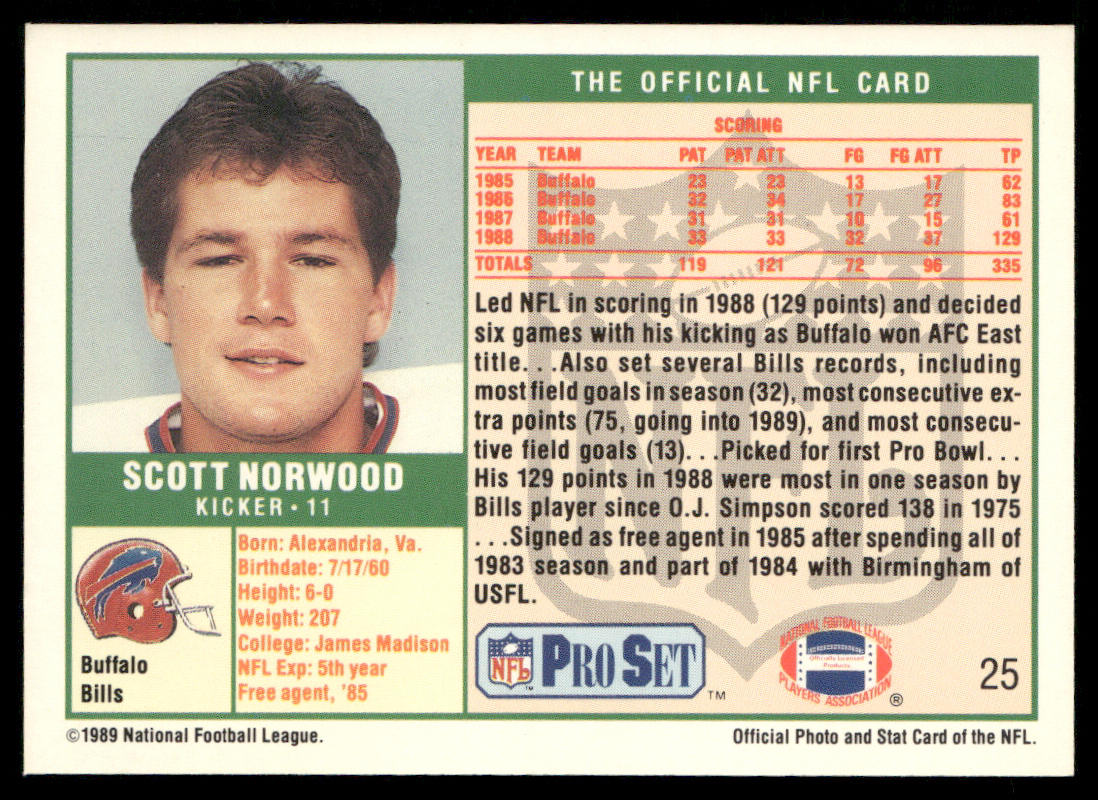 THE OFFICIAL NFL CARD
SCORING
YEAR TEAM PAT PAT ATT FG FG ATT TP
1985 Buffalo 23 23 13 17 62
1986 Buffalo 32 34 17 27 83
1987 Buffalo 31 31 10 15 61
1988 Buffalo 33 33 32 37 129
TOTALS 119 121 72 96 335
Led NFL in scoring in 1988 (129 points) and decided
six games with his kicking as Buffalo won AFC East
title. . .Also set several Bills records, including
most field goals in season (32), most consecutive ex-
tra points (75, going into 1989), and most consecu-
tive field goals (13). . .Picked for first Pro Bowl. . .
His 129 points in 1988 were most in one season by
Bills player since O.J. Simpson scored 138 in 1975
. . .Signed as free agent in 1985 after spending all of
1983 season and part of 1984 with Birmingham of
USFL.
SCOTT NORWOOD
KICKER • 11
Buffalo
Bills
Born: Alexandria, Va.
Birthdate: 7/17/60
Height: 6-0
Weight: 207
College: James Madison
NFL Exp: 5th year
Free agent, '85
NFL
PRO SET TM
NATIONAL FOOTBALL LEAGUE
Officially Licensed
Products
PLAYERS ASSOCIATION ®
25
NFL
©1989 National Football League.
Official Photo and Stat Card of the NFL.